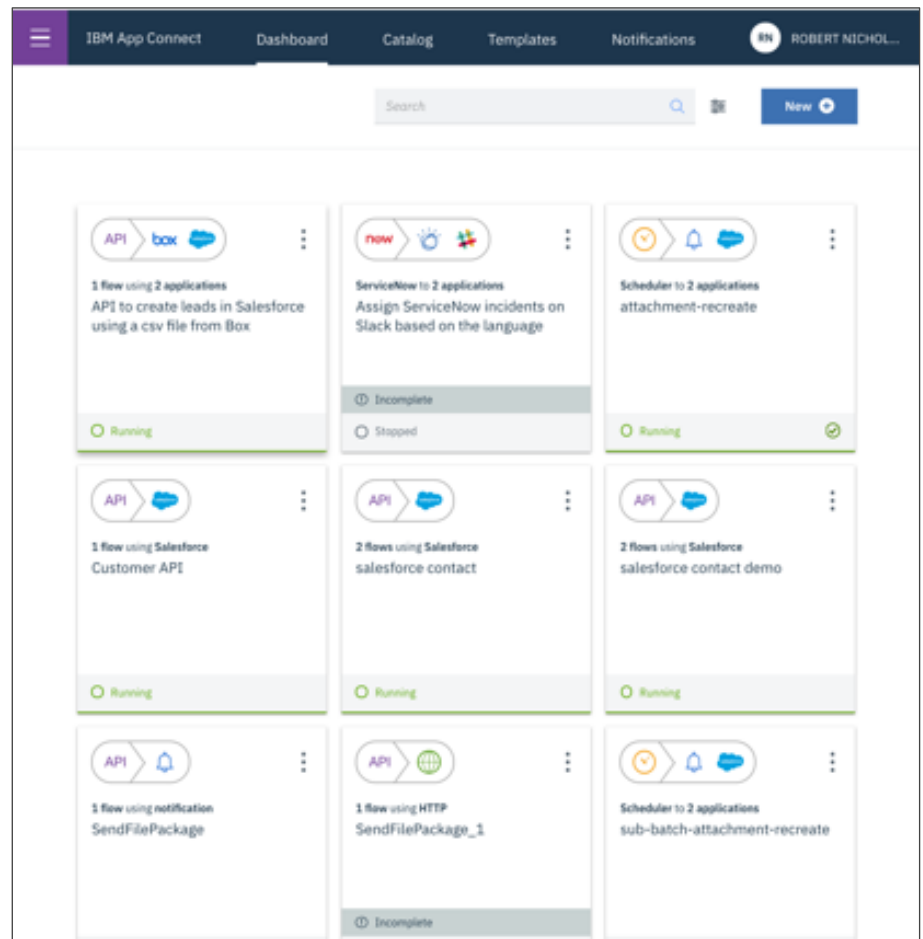 IBM App Connect Dashboard Catalog Templates Notifications RN ROBERT NICHOL...
Search New
API box
1 flow using 2 applications
API to create leads in Salesforce
using a csv file from Box
Running
now
ServiceNow to 2 applications
Assign ServiceNow incidents on
Slack based on the language
Incomplete
Stopped
Scheduler to 2 applications
attachment-recreate
Running
API
1 flow using Salesforce
Customer API
Running
API
2 flows using Salesforce
salesforce contact
Running
API
2 flows using Salesforce
salesforce contact demo
Running
API
1 flow using notification
SendFilePackage
API
1 flow using HTTP
SendFilePackage_1
Incomplete
Scheduler to 2 applications
sub-batch-attachment-recreate